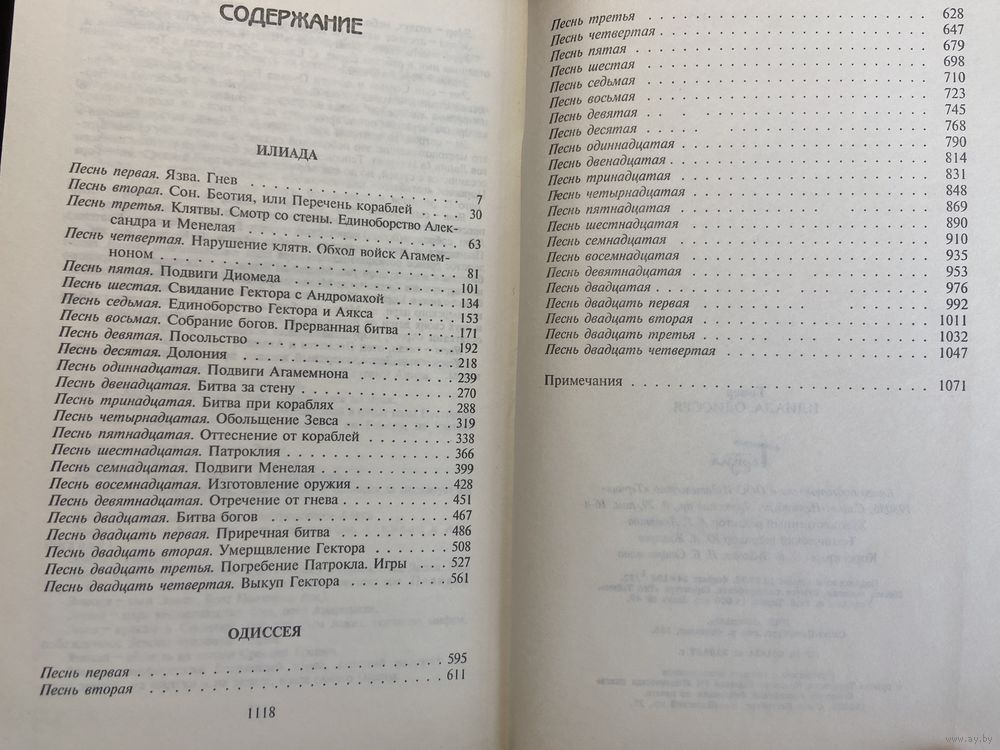 СОДЕРЖАНИЕ
ИЛИАДА
Песнь первая. Язва. Гнев . . . . . . . . . . . . . . . . 7
Песнь вторая. Сон. Беотия, или Перечень кораблей . . . . 30
Песнь третья. Клятвы. Смотр со стены. Единоборство Алек-
сандра и Менелая . . . . . . . . . . . . . . . . 63
Песнь четвертая. Нарушение клятв. Обход войск Агамем-
ноном . . . . . . . . . . . . . . . . 81
Песнь пятая. Подвиги Диомеда . . . . . . . . . . . . 101
Песнь шестая. Свидание Гектора с Андромахой . . . . . 134
Песнь седьмая. Единоборство Гектора и Аякса . . . . . 153
Песнь восьмая. Собрание богов. Прерванная битва . . . . 171
Песнь девятая. Посольство . . . . . . . . . . . . 192
Песнь десятая. Долония . . . . . . . . . . . . 218
Песнь одиннадцатая. Подвиги Агамемнона . . . . . . . 239
Песнь двенадцатая. Битва за стену . . . . . . . . . . 270
Песнь тринадцатая. Битва при кораблях . . . . . . . . 288
Песнь четырнадцатая. Обольщение Зевса . . . . . . . . 319
Песнь пятнадцатая. Оттеснение от кораблей . . . . . . 338
Песнь шестнадцатая. Патроклия . . . . . . . . . . 366
Песнь семнадцатая. Подвиги Менелая . . . . . . . . 399
Песнь восемнадцатая. Изготовление оружия . . . . . . 428
Песнь девятнадцатая. Отречение от гнева . . . . . . . 451
Песнь двадцатая. Битва богов . . . . . . . . . . . 467
Песнь двадцать первая. Приречная битва . . . . . . . 486
Песнь двадцать вторая. Умерщвление Гектора . . . . . 508
Песнь двадцать третья. Погребение Патрокла. Игры . . . 527
Песнь двадцать четвертая. Выкуп Гектора . . . . . . . 561
ОДИССЕЯ
Песнь первая . . . . . . . . . . . . . . . . 595
Песнь вторая . . . . . . . . . . . . . . . . 611
1118
Песнь третья . . . . . . . . . . . . . . . . 628
Песнь четвертая . . . . . . . . . . . . . . . . 647
Песнь пятая . . . . . . . . . . . . . . . . 679
Песнь шестая . . . . . . . . . . . . . . . . 698
Песнь седьмая . . . . . . . . . . . . . . . . 710
Песнь восьмая . . . . . . . . . . . . . . . . 723
Песнь девятая . . . . . . . . . . . . . . . . 745
Песнь десятая . . . . . . . . . . . . . . . . 768
Песнь одиннадцатая . . . . . . . . . . . . . . . . 790
Песнь двенадцатая . . . . . . . . . . . . . . . . 814
Песнь тринадцатая . . . . . . . . . . . . . . . . 831
Песнь четырнадцатая . . . . . . . . . . . . . . . . 848
Песнь пятнадцатая . . . . . . . . . . . . . . . . 869
Песнь шестнадцатая . . . . . . . . . . . . . . . . 890
Песнь семнадцатая . . . . . . . . . . . . . . . . 910
Песнь восемнадцатая . . . . . . . . . . . . . . . . 935
Песнь девятнадцатая . . . . . . . . . . . . . . . . 953
Песнь двадцатая . . . . . . . . . . . . . . . . 976
Песнь двадцать первая . . . . . . . . . . . . . . . . 992
Песнь двадцать вторая . . . . . . . . . . . . . . . . 1011
Песнь двадцать третья . . . . . . . . . . . . . . . . 1032
Песнь двадцать четвертая . . . . . . . . . . . . . . . . 1047
Примечания . . . . . . . . . . . . . . . . 1071
ИЛИАДА. ОДИССЕЯ
www.ay.by